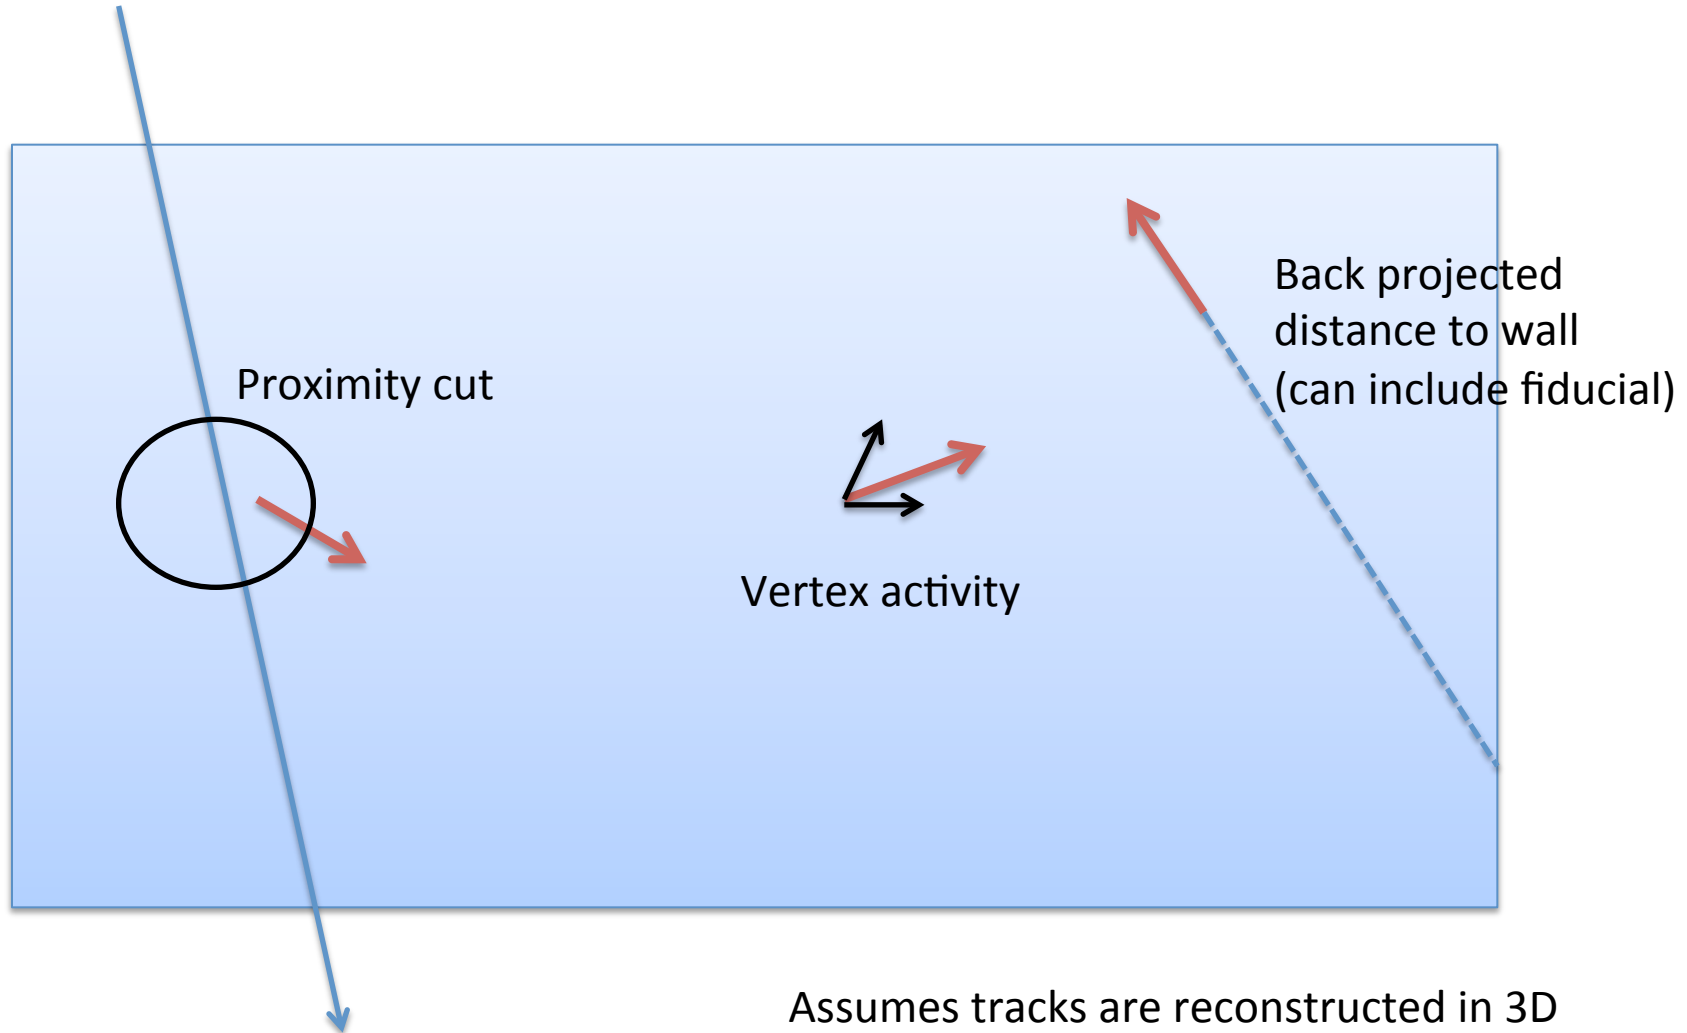 Back projected
distance to wall
(can include fiducial)
Proximity cut
Vertex activity
Assumes tracks are reconstructed in 3D